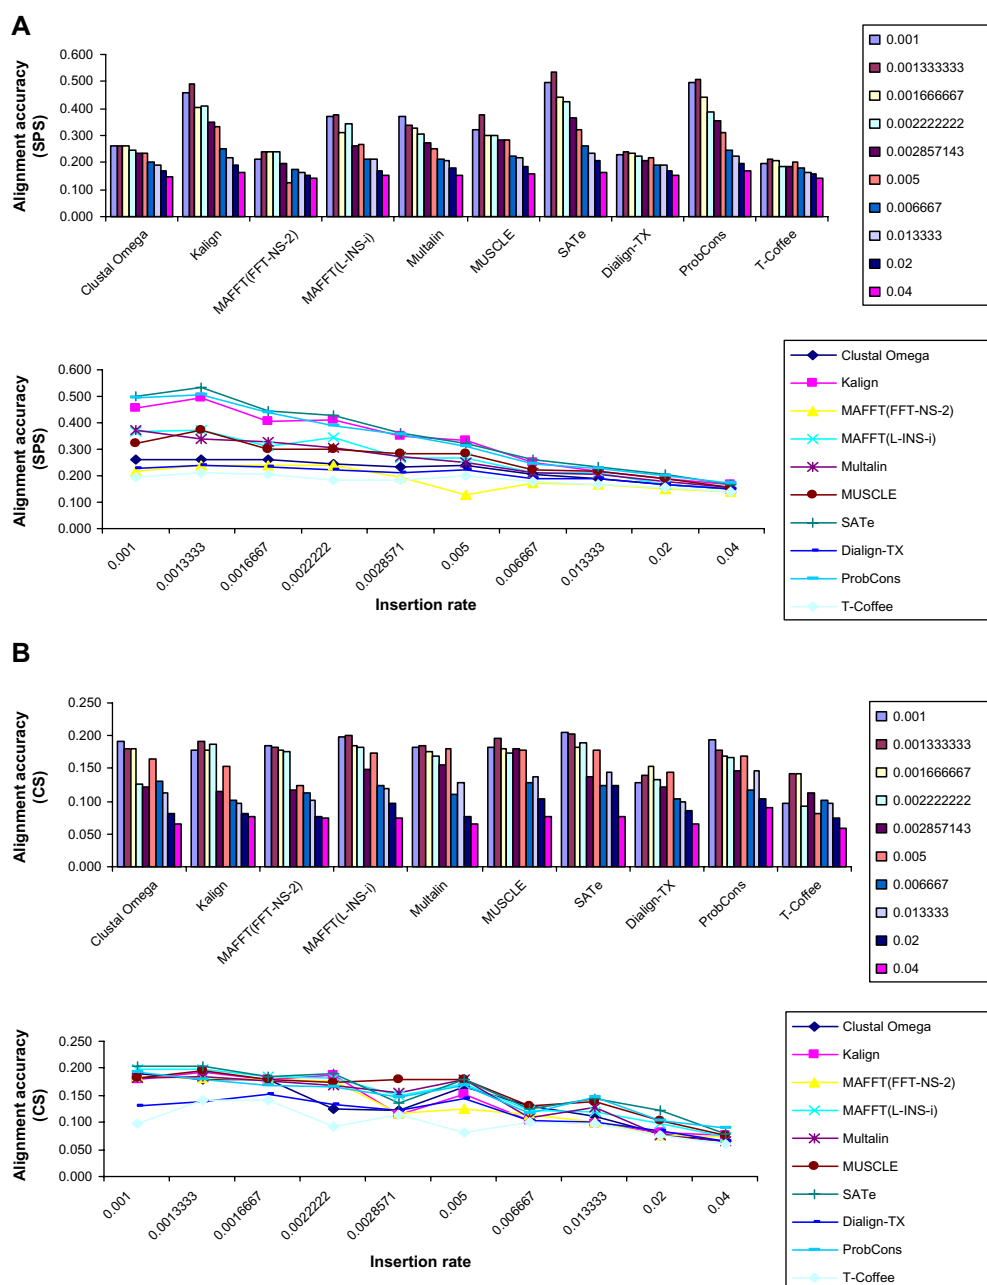 A
Alignment accuracy
(SPS)
0.600
0.500
0.400
0.300
0.200
0.100
0.000
Clustal Omega
Kalign
MAFFT(FFT-NS-2)
MAFFT(L-INS-i)
Multalin
MUSCLE
SATe
Dialign-TX
ProbCons
T-Coffee
0.001
0.001333333
0.001666667
0.002222222
0.002857143
0.005
0.006667
0.013333
0.02
0.04
Alignment accuracy
(SPS)
0.600
0.500
0.400
0.300
0.200
0.100
0.000
0.001
0.0013333
0.0016667
0.0022222
0.0028571
0.005
0.006667
0.013333
0.02
0.04
Insertion rate
Clustal Omega
Kalign
MAFFT(FFT-NS-2)
MAFFT(L-INS-i)
Multalin
MUSCLE
SATe
Dialign-TX
ProbCons
T-Coffee
B
Alignment accuracy
(CS)
0.250
0.200
0.150
0.100
0.050
0.000
Clustal Omega
Kalign
MAFFT(FFT-NS-2)
MAFFT(L-INS-i)
Multalin
MUSCLE
SATe
Dialign-TX
ProbCons
T-Coffee
0.001
0.001333333
0.001666667
0.002222222
0.002857143
0.005
0.006667
0.013333
0.02
0.04
Alignment accuracy
(CS)
0.250
0.200
0.150
0.100
0.050
0.000
0.001
0.0013333
0.0016667
0.0022222
0.0028571
0.005
0.006667
0.013333
0.02
0.04
Insertion rate
Clustal Omega
Kalign
MAFFT(FFT-NS-2)
MAFFT(L-INS-i)
Multalin
MUSCLE
SATe
Dialign-TX
ProbCons
T-Coffee